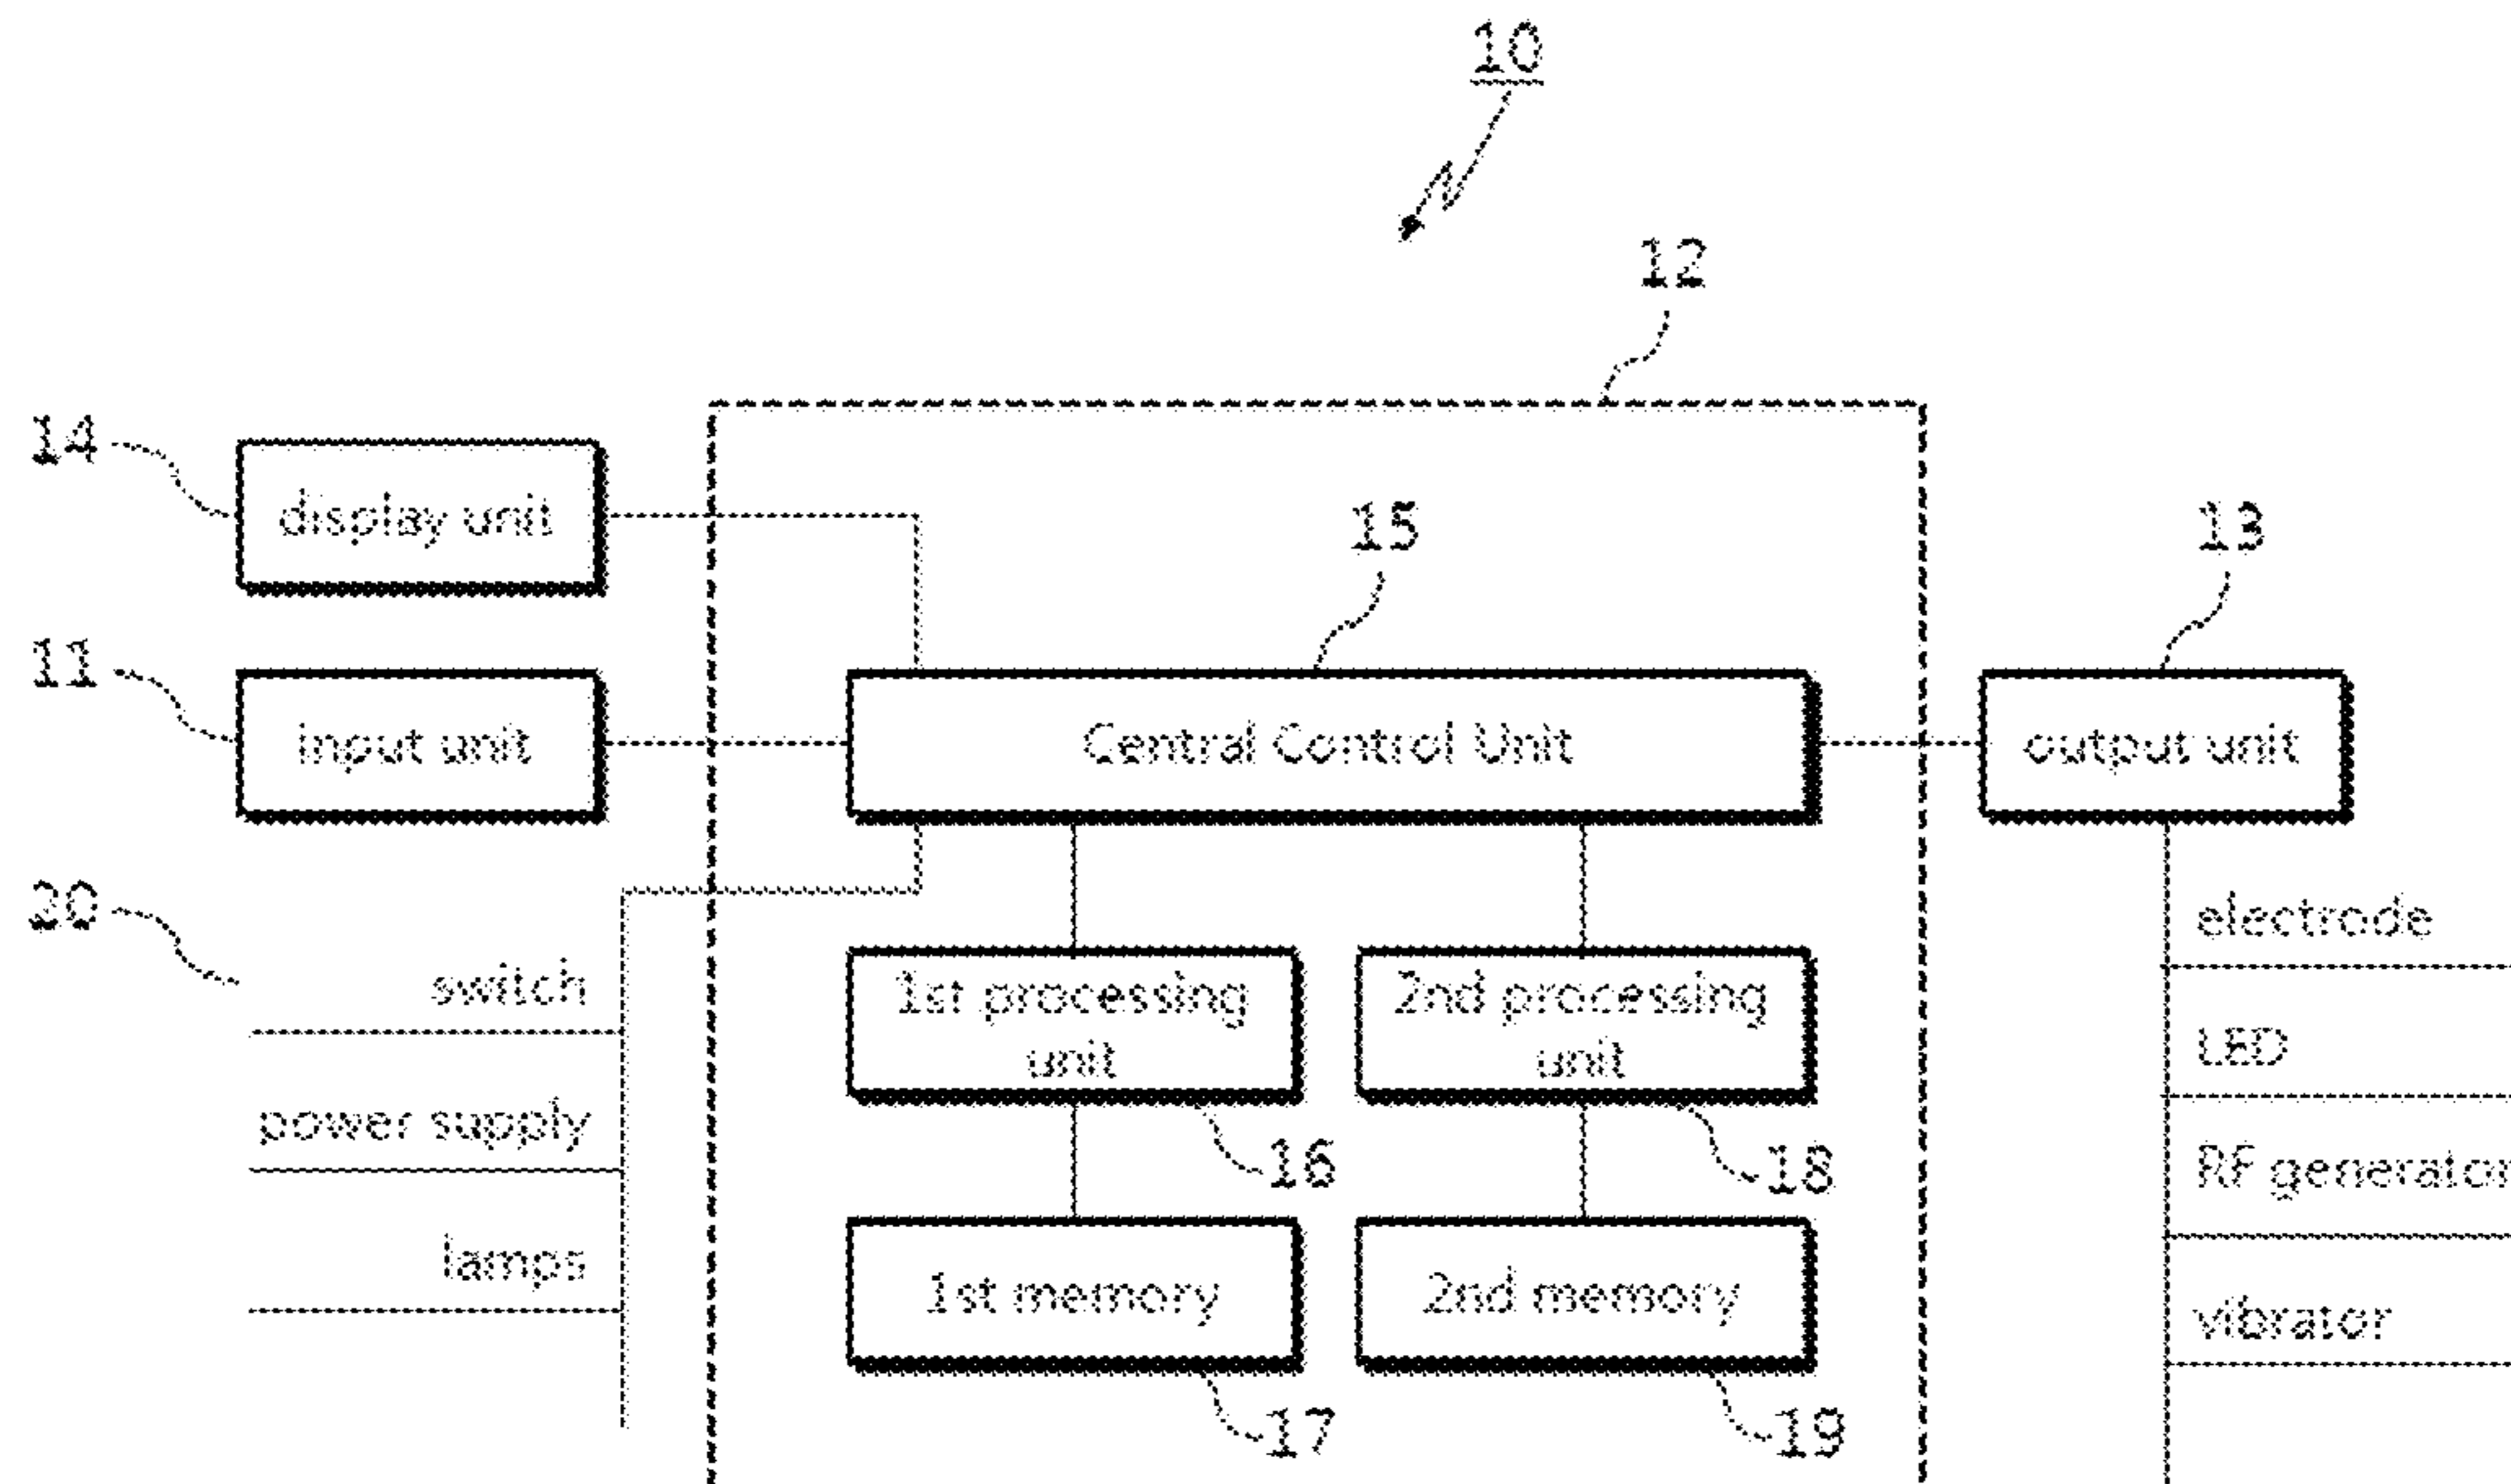 10
12
14
display unit
15
13
11
input unit
Central Control Unit
output unit
20
switch
power supply
lamps
1st processing
unit
2nd processing
unit
16
18
1st memory
2nd memory
17
19
electrode
LED
RF generator
vibrator